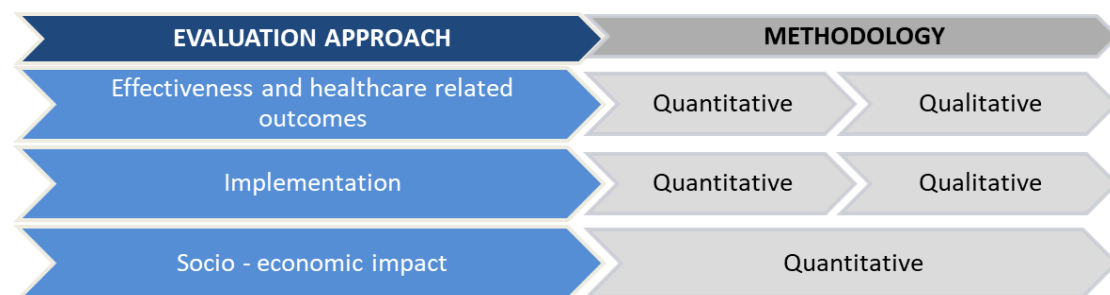 EVALUATION APPROACH
METHODOLOGY
Effectiveness and healthcare related
outcomes
Quantitative
Qualitative
Implementation
Quantitative
Qualitative
Socio - economic impact
Quantitative